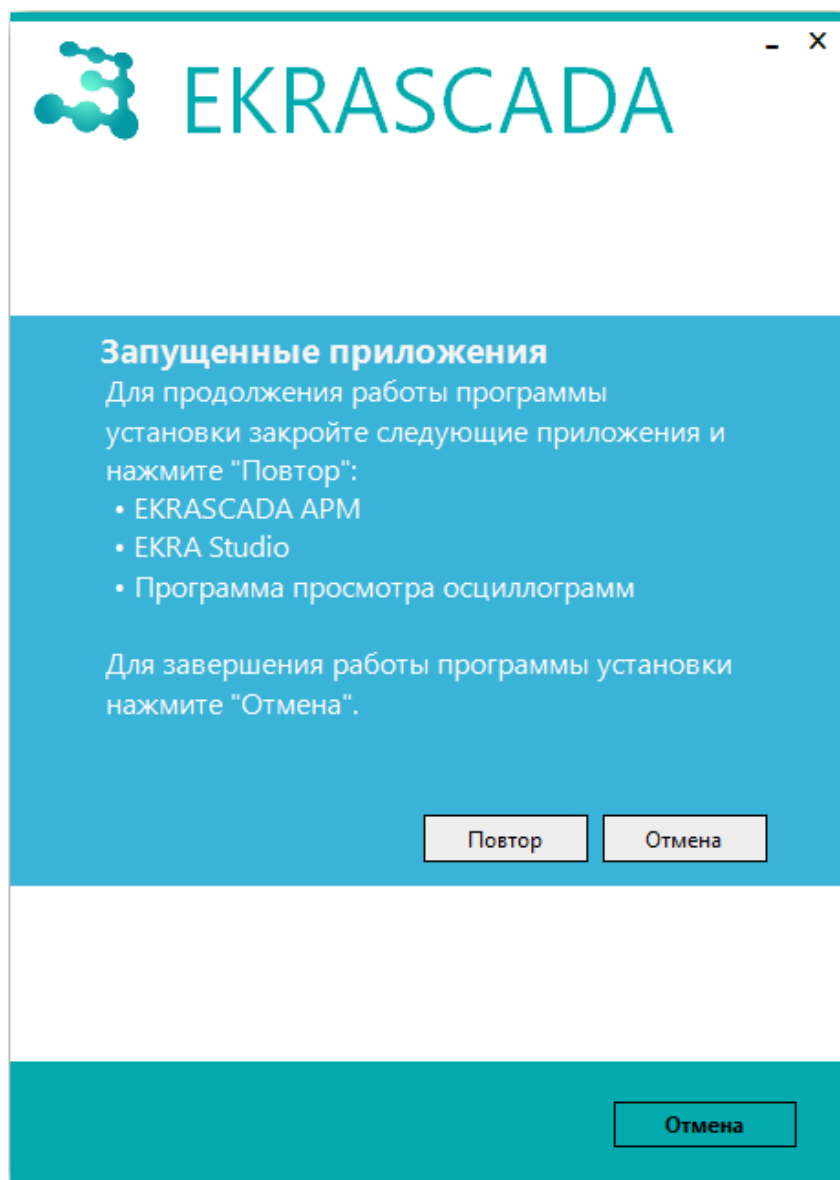 EKRASCADA
Запущенные приложения
Для продолжения работы программы
установки закройте следующие приложения и
нажмите "Повтор":
• EKRASCADA АРМ
• EKRA Studio
• Программа просмотра осциллограмм
Для завершения работы программы установки
нажмите "Отмена".
Повтор Отмена
Отмена